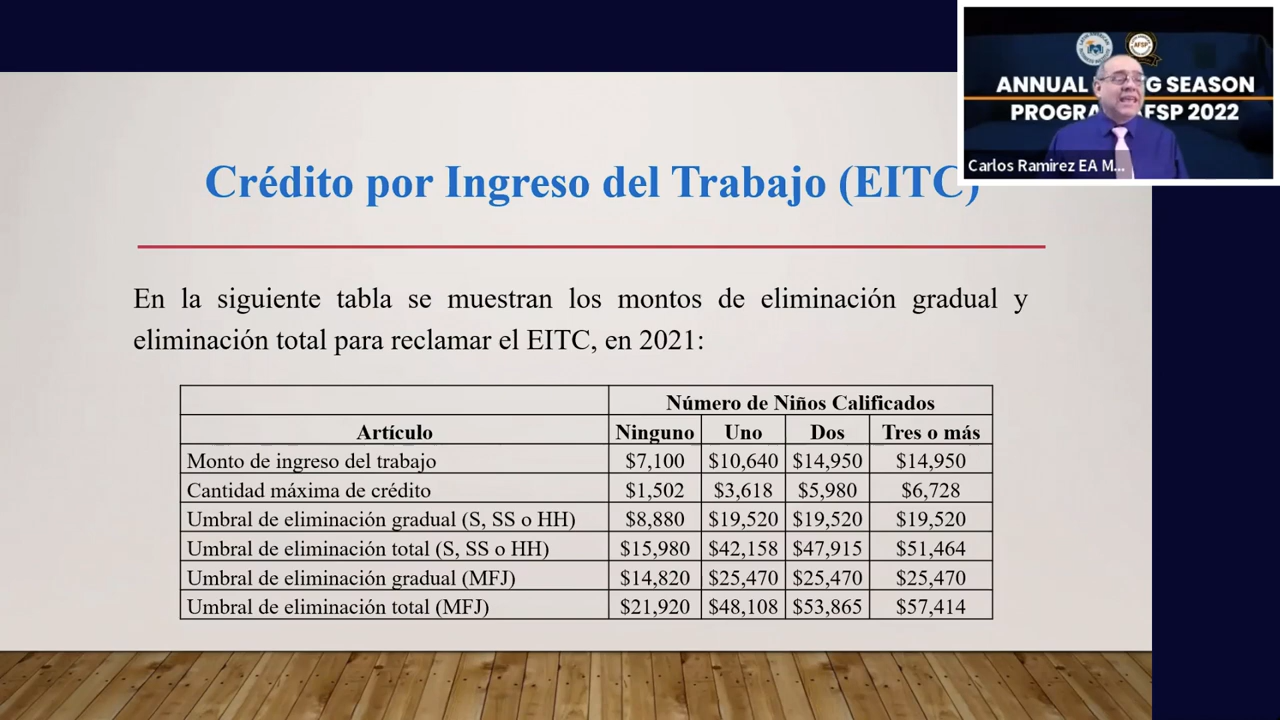 ANNUAL G SEASON
PROGRA FSP 2022
AFSP
Carlos Ramirez EA M...
Crédito por Ingreso del Trabajo (EITC)
En la siguiente tabla se muestran los montos de eliminación gradual y
eliminación total para reclamar el EITC, en 2021:
Número de Niños Calificados
Artículo Ninguno Uno Dos Tres o más
Monto de ingreso del trabajo $7,100 $10,640 $14,950 $14,950
Cantidad máxima de crédito $1,502 $3,618 $5,980 $6,728
Umbral de eliminación gradual (S, SS o HH) $8,880 $19,520 $19,520 $19,520
Umbral de eliminación total (S, SS o HH) $15,980 $42,158 $47,915 $51,464
Umbral de eliminación gradual (MFJ) $14,820 $25,470 $25,470 $25,470
Umbral de eliminación total (MFJ) $21,920 $48,108 $53,865 $57,414